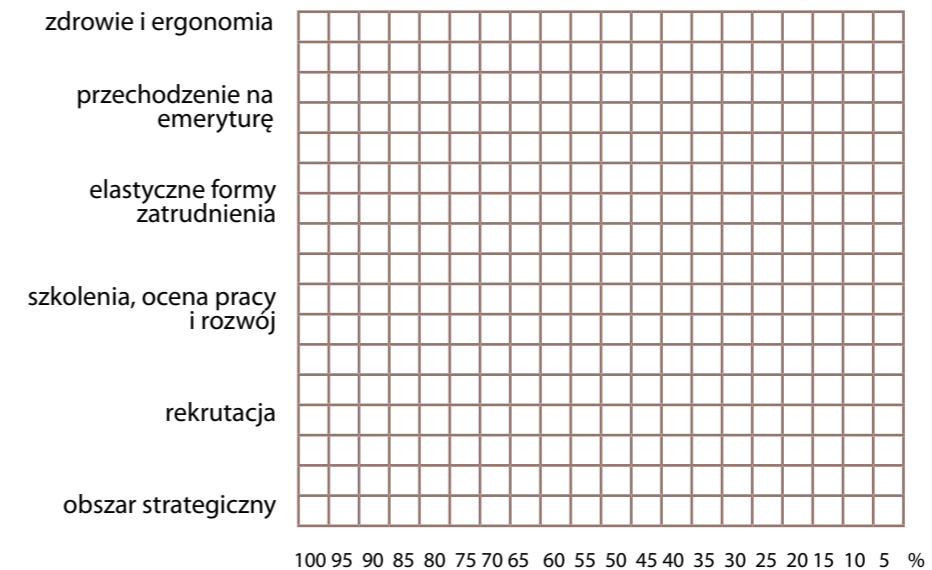 zdrowie i ergonomia
przechodzenie na
emeryturę
elastyczne formy
zatrudnienia
szkolenia, ocena pracy
i rozwój
rekrutacja
obszar strategiczny
100 95 90 85 80 75 70 65 60 55 50 45 40 35 30 25 20 15 10 5 %